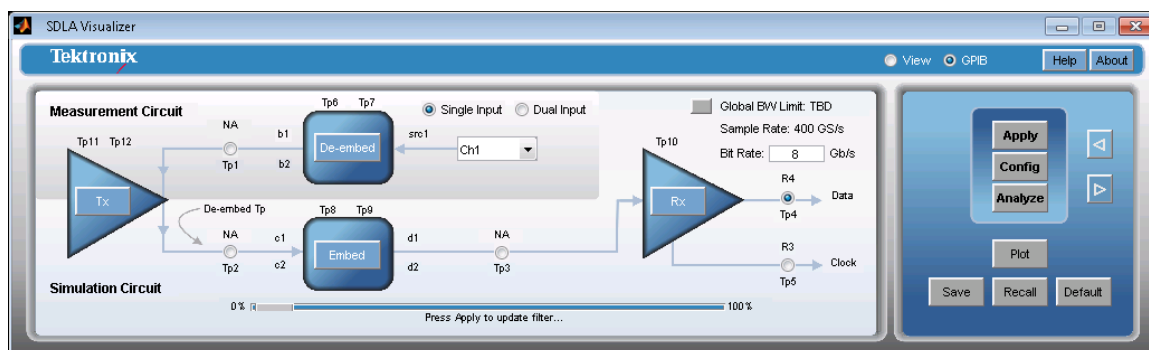 SDLA Visualizer
Tektronix
View GPIB Help About
Measurement Circuit
Tp6 Tp7
Single Input Dual Input
Global BW Limit: TBD
Tp11 Tp12
NA
b1
De-embed
src1
Ch1
Sample Rate: 400 GS/s
Tp10
Bit Rate: 8 Gb/s
Tp1
b2
Tx
Rx
R4
Data
Tp4
De-embed Tp
Tp8 Tp9
NA
c1
Embed
d1
NA
Tp2
c2
d2
Tp3
R3
Clock
Tp5
Simulation Circuit
0% 100%
Press Apply to update filter...
Apply
Config
Analyze
Plot
Save Recall Default